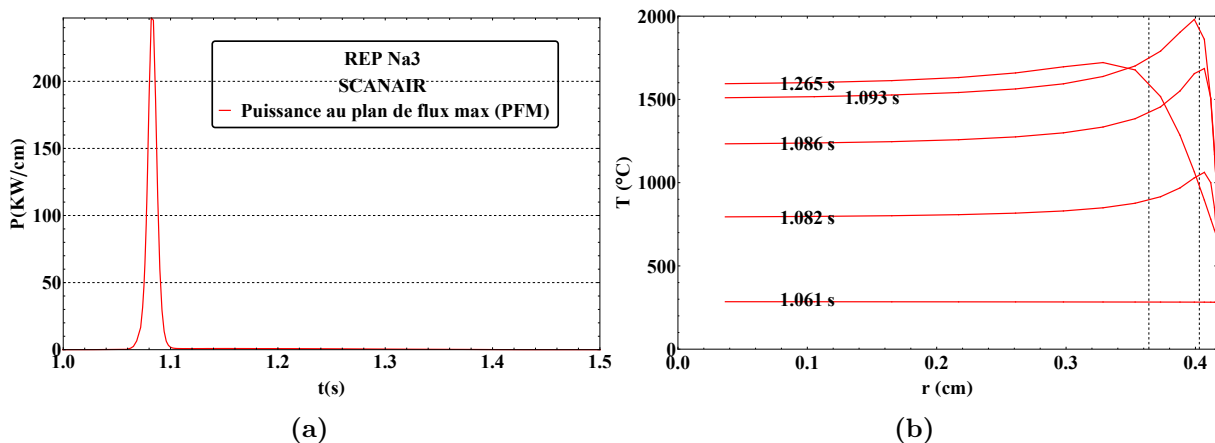 P(KW/cm)
200
150
100
50
0
REP Na3
SCANAIR
Puissance au plan de flux max (PFM)
1.0 1.1 1.2 1.3 1.4 1.5
t(s)
(a)
T (°C)
2000
1500
1000
500
0
1.265 s
1.093 s
1.086 s
1.082 s
1.061 s
0.0 0.1 0.2 0.3 0.4
r (cm)
(b)